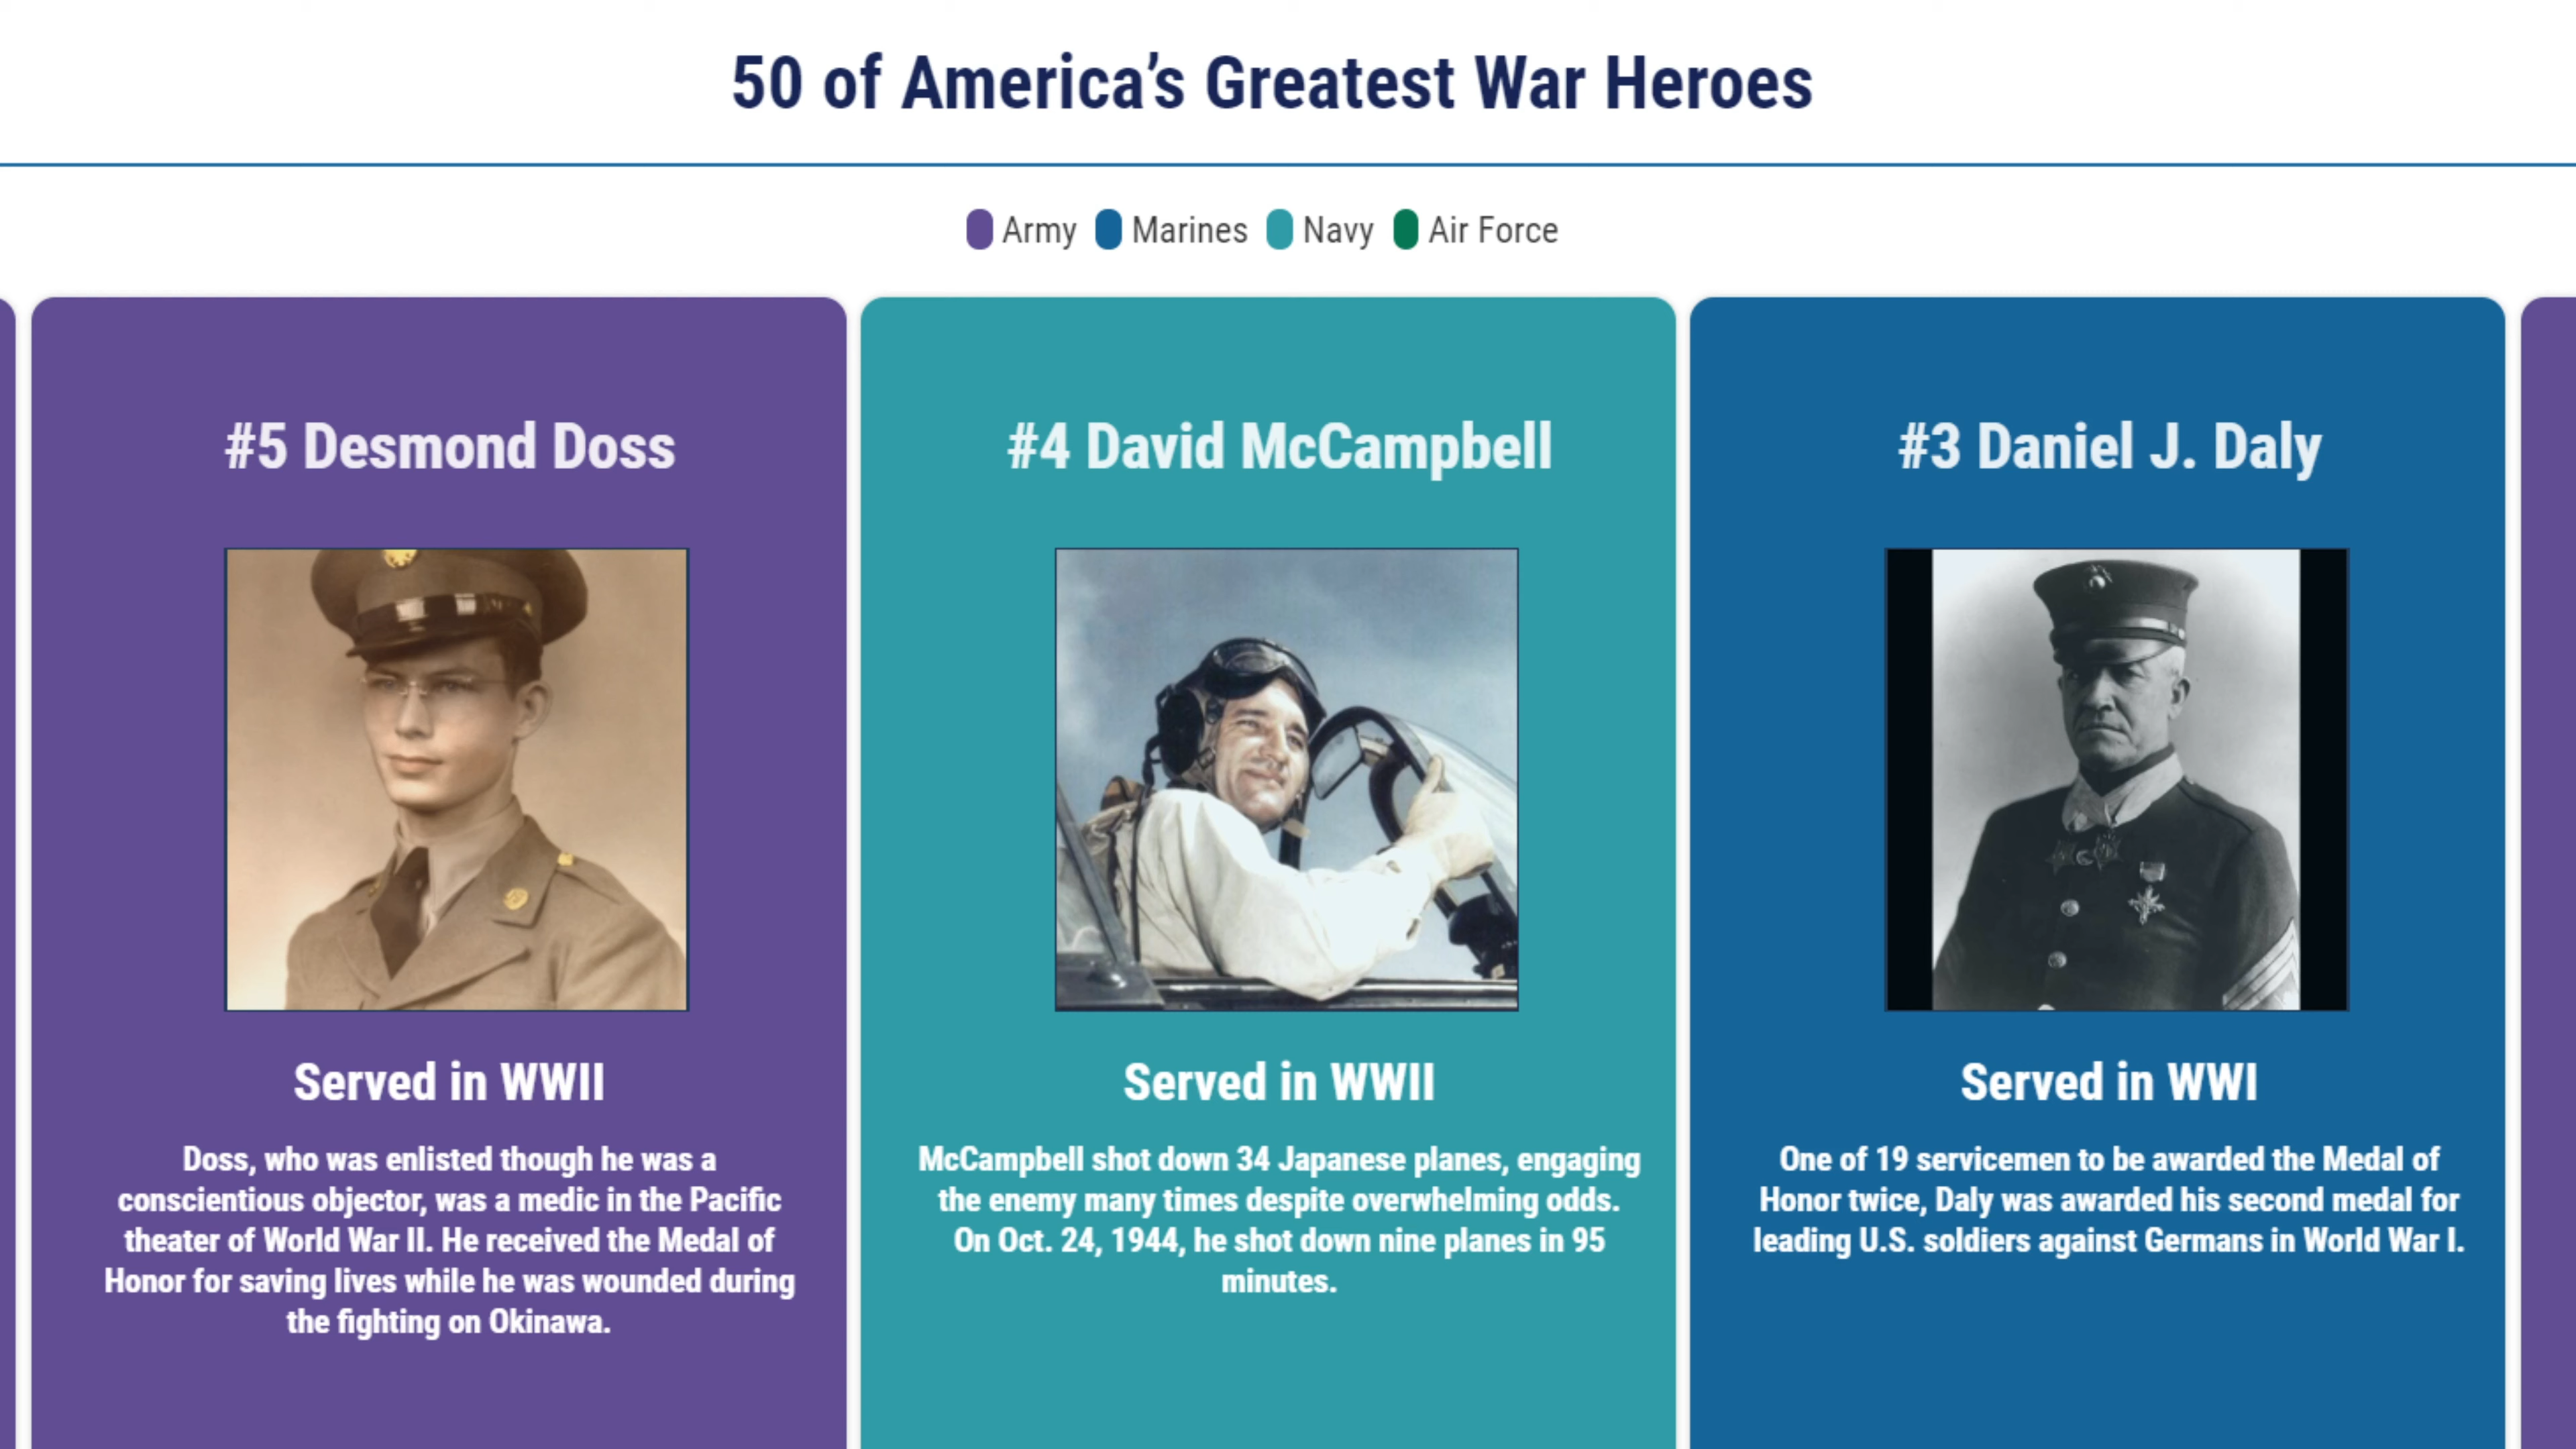 50 of America’s Greatest War Heroes
Army Marines Navy Air Force
#5 Desmond Doss
Served in WWII
Doss, who was enlisted though he was a
conscientious objector, was a medic in the Pacific
theater of World War II. He received the Medal of
Honor for saving lives while he was wounded during
the fighting on Okinawa.
#4 David McCampbell
Served in WWII
McCampbell shot down 34 Japanese planes, engaging
the enemy many times despite overwhelming odds.
On Oct. 24, 1944, he shot down nine planes in 95
minutes.
#3 Daniel J. Daly
Served in WWI
One of 19 servicemen to be awarded the Medal of
Honor twice, Daly was awarded his second medal for
leading U.S. soldiers against Germans in World War I.